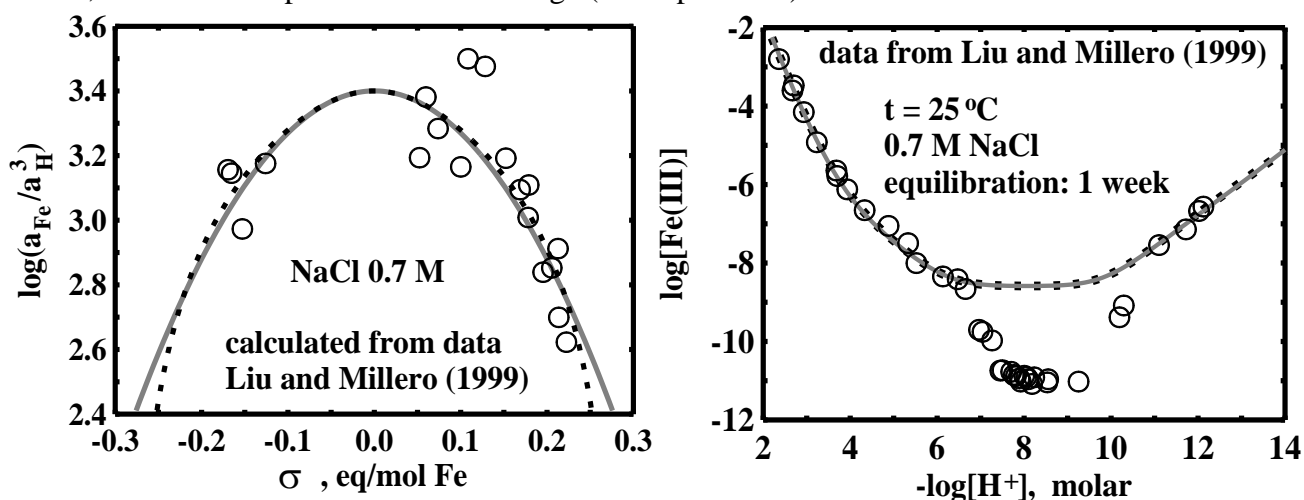 3.6
3.4
3.2
3.0
2.8
2.6
2.4
log(a Fe /a 3 H )
NaCl 0.7 M
calculated from data
Liu and Millero (1999)
-0.3 -0.2 -0.1 0.0 0.1 0.2 0.3
σ , eq/mol Fe
-2
-4
-6
-8
-10
-12
log[Fe(III)]
data from Liu and Millero (1999)
t = 25 ºC
0.7 M NaCl
equilibration: 1 week
2 4 6 8 10 12 14
-log[H+], molar